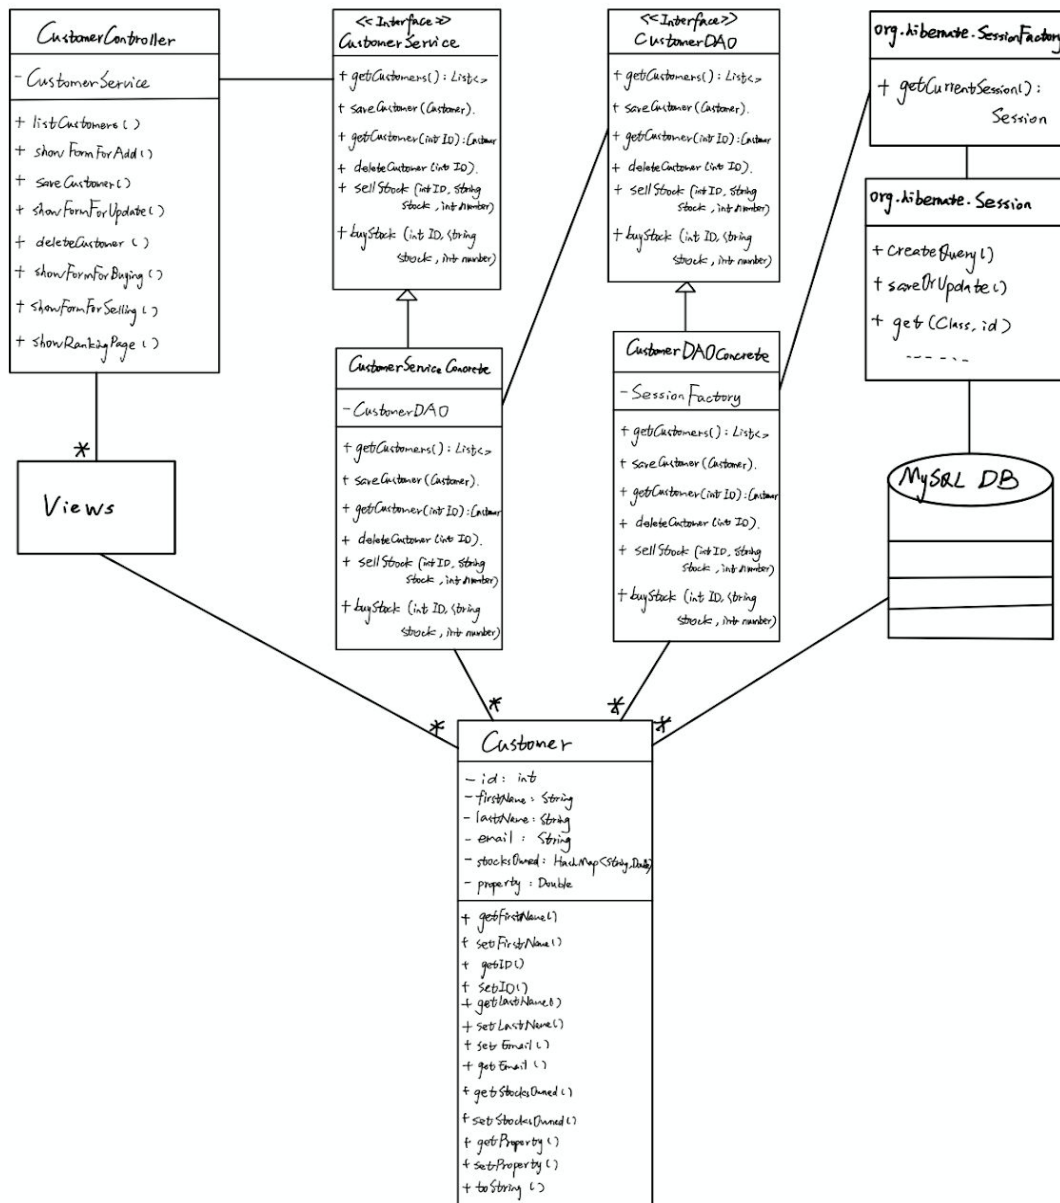 CustomerController
- CustomerService
+ listCustomers()
+ showFormForAdd()
+ saveCustomer()
+ showFormForUpdate()
+ deleteCustomer()
+ showFormForBuying()
+ showFormForSelling()
+ showRankingPage()
*
Views
<<Interface>>
CustomerService
+ getCustomers() : List<>
+ saveCustomer (Customer).
+ getCustomer(int ID) : Customer
+ deleteCustomer (int ID).
+ sellStock (int ID, String
stock, int number)
+ buyStock (int ID, String
stock, int number)
CustomerServiceConcrete
- CustomerDAO
+ getCustomers() : List<>
+ saveCustomer (Customer).
+ getCustomer(int ID) : Customer
+ deleteCustomer (int ID).
+ sellStock (int ID, String
stock, int number)
+ buyStock (int ID, String
stock, int number)
<<Interface>>
CustomerDAO
+ getCustomers() : List<>
+ saveCustomer (Customer).
+ getCustomer(int ID) : Customer
+ deleteCustomer (int ID).
+ sellStock (int ID, String
stock, int number)
+ buyStock (int ID, String
stock, int number)
CustomerDAOConcrete
- SessionFactory
+ getCustomers() : List<>
+ saveCustomer (Customer).
+ getCustomer(int ID) : Customer
+ deleteCustomer (int ID).
+ sellStock (int ID, String
stock, int number)
+ buyStock (int ID, String
stock, int number)
org.hibernate.SessionFactory
+ getCurrentSession() :
Session
org.hibernate.Session
+ createQuery()
+ saveOrUpdate()
+ get (Class, id)
------
MySQL DB
* * * *
Customer
- id : int
- firstName : String
- lastName : String
- email : String
- stocksOwned : HashMap<String, Double>
- property : Double
+ getFirstName()
+ setFirstName()
+ getID()
+ setID()
+ getLastName()
+ setLastName()
+ setEmail()
+ getEmail()
+ getStocksOwned()
+ setStocksOwned()
+ getProperty()
+ setProperty()
+ toString()